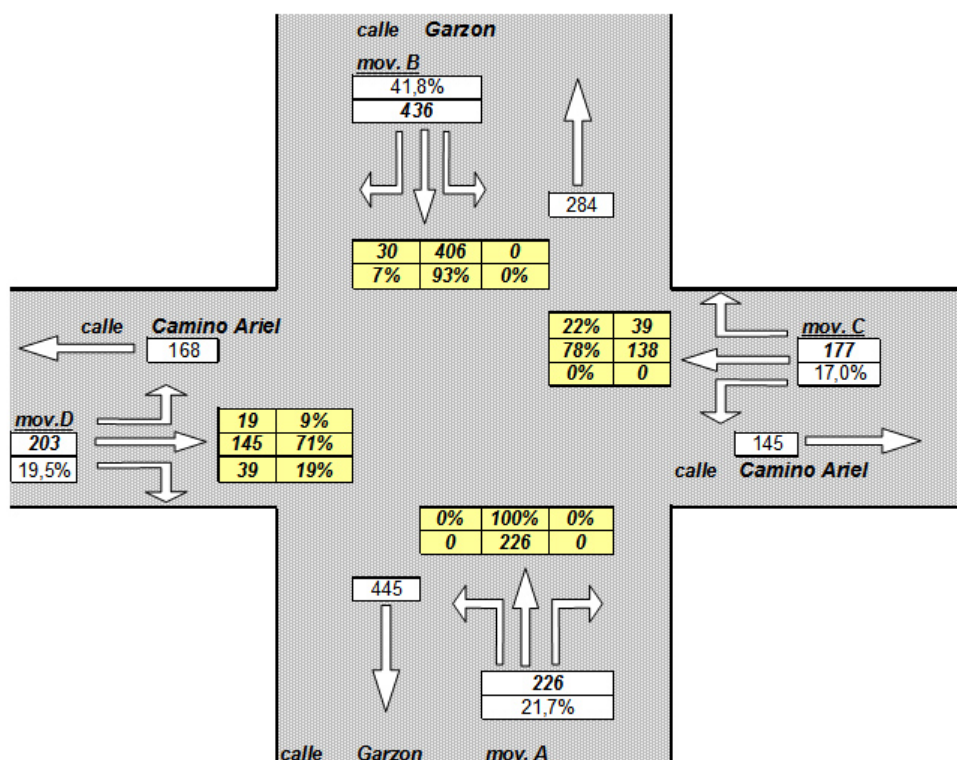 calle Garzon
mov. B
41,8%
436
284
30 406 0
7% 93% 0%
calle Camino Ariel
168
22% 39
78% 138
0% 0
mov. C
177
17,0%
mov.D
203
19,5%
19 9%
145 71%
39 19%
145
calle Camino Ariel
0% 100% 0%
0 226 0
445
226
21,7%
calle Garzon mov. A